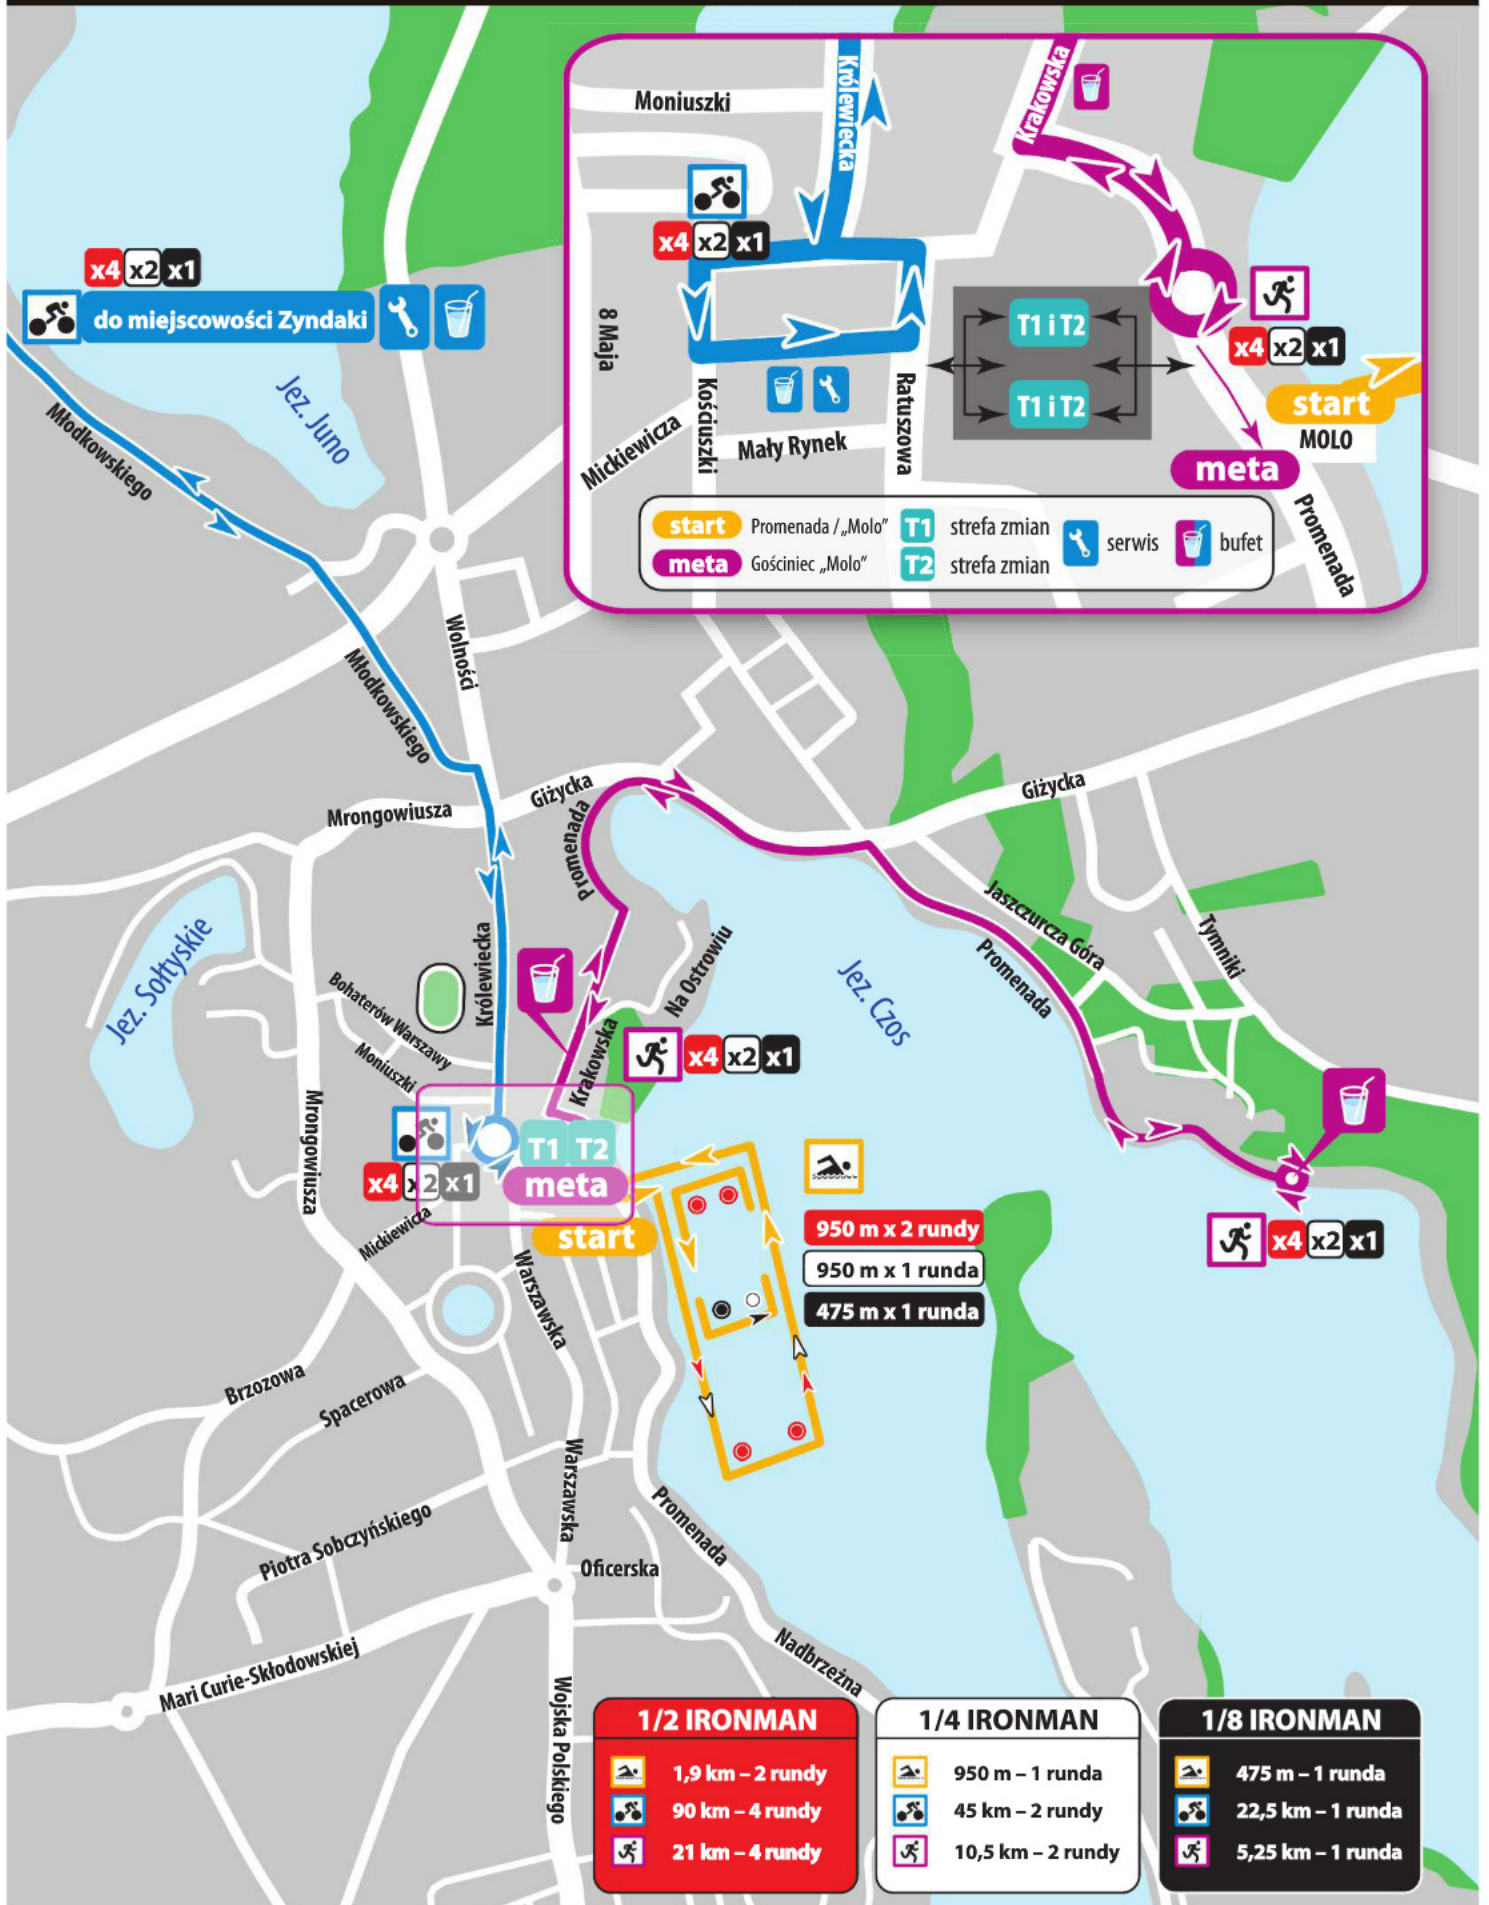 Moniuszki
Królewiecka
Krakowska
x4 x2 x1
8 Maja
Kościuszki
Ratuszowa
Mickiewicza
Mały Rynek
T1 i T2
T1 i T2
x4 x2 x1
start
MOLO
meta
Promenada
start Promenada /„Molo” T1 strefa zmian serwis bufet
meta Gościniec „Molo” T2 strefa zmian
x4 x2 x1
do miejscowości Zyndaki
Jez. Juno
Młodkowskiego
Wolności
Młodkowskiego
Giżycka
Giżycka
Mrongowiusza
Promenada
Jaszczurcza Góra
Tymniki
Jez. Sołtyskie
Królewiecka
Na Ostrowiu
Jez. Czos
Promenada
Bohaterów Warszawy
Moniuszki
Krakowska
x4 x2 x1
Mrongowiusza
T1 T2
meta
x4 x2 x1
start
Mickiewicza
950 m x 2 rundy
950 m x 1 runda
475 m x 1 runda
x4 x2 x1
Warszawska
Brzozowa
Spacerowa
Warszawska
Piotra Sobczyńskiego
Promenada
Oficerska
Mari Curie-Skłodowskiej
Nadbrzeżna
Wojska Polskiego
1/2 IRONMAN
1,9 km – 2 rundy
90 km – 4 rundy
21 km – 4 rundy
1/4 IRONMAN
950 m – 1 runda
45 km – 2 rundy
10,5 km – 2 rundy
1/8 IRONMAN
475 m – 1 runda
22,5 km – 1 runda
5,25 km – 1 runda